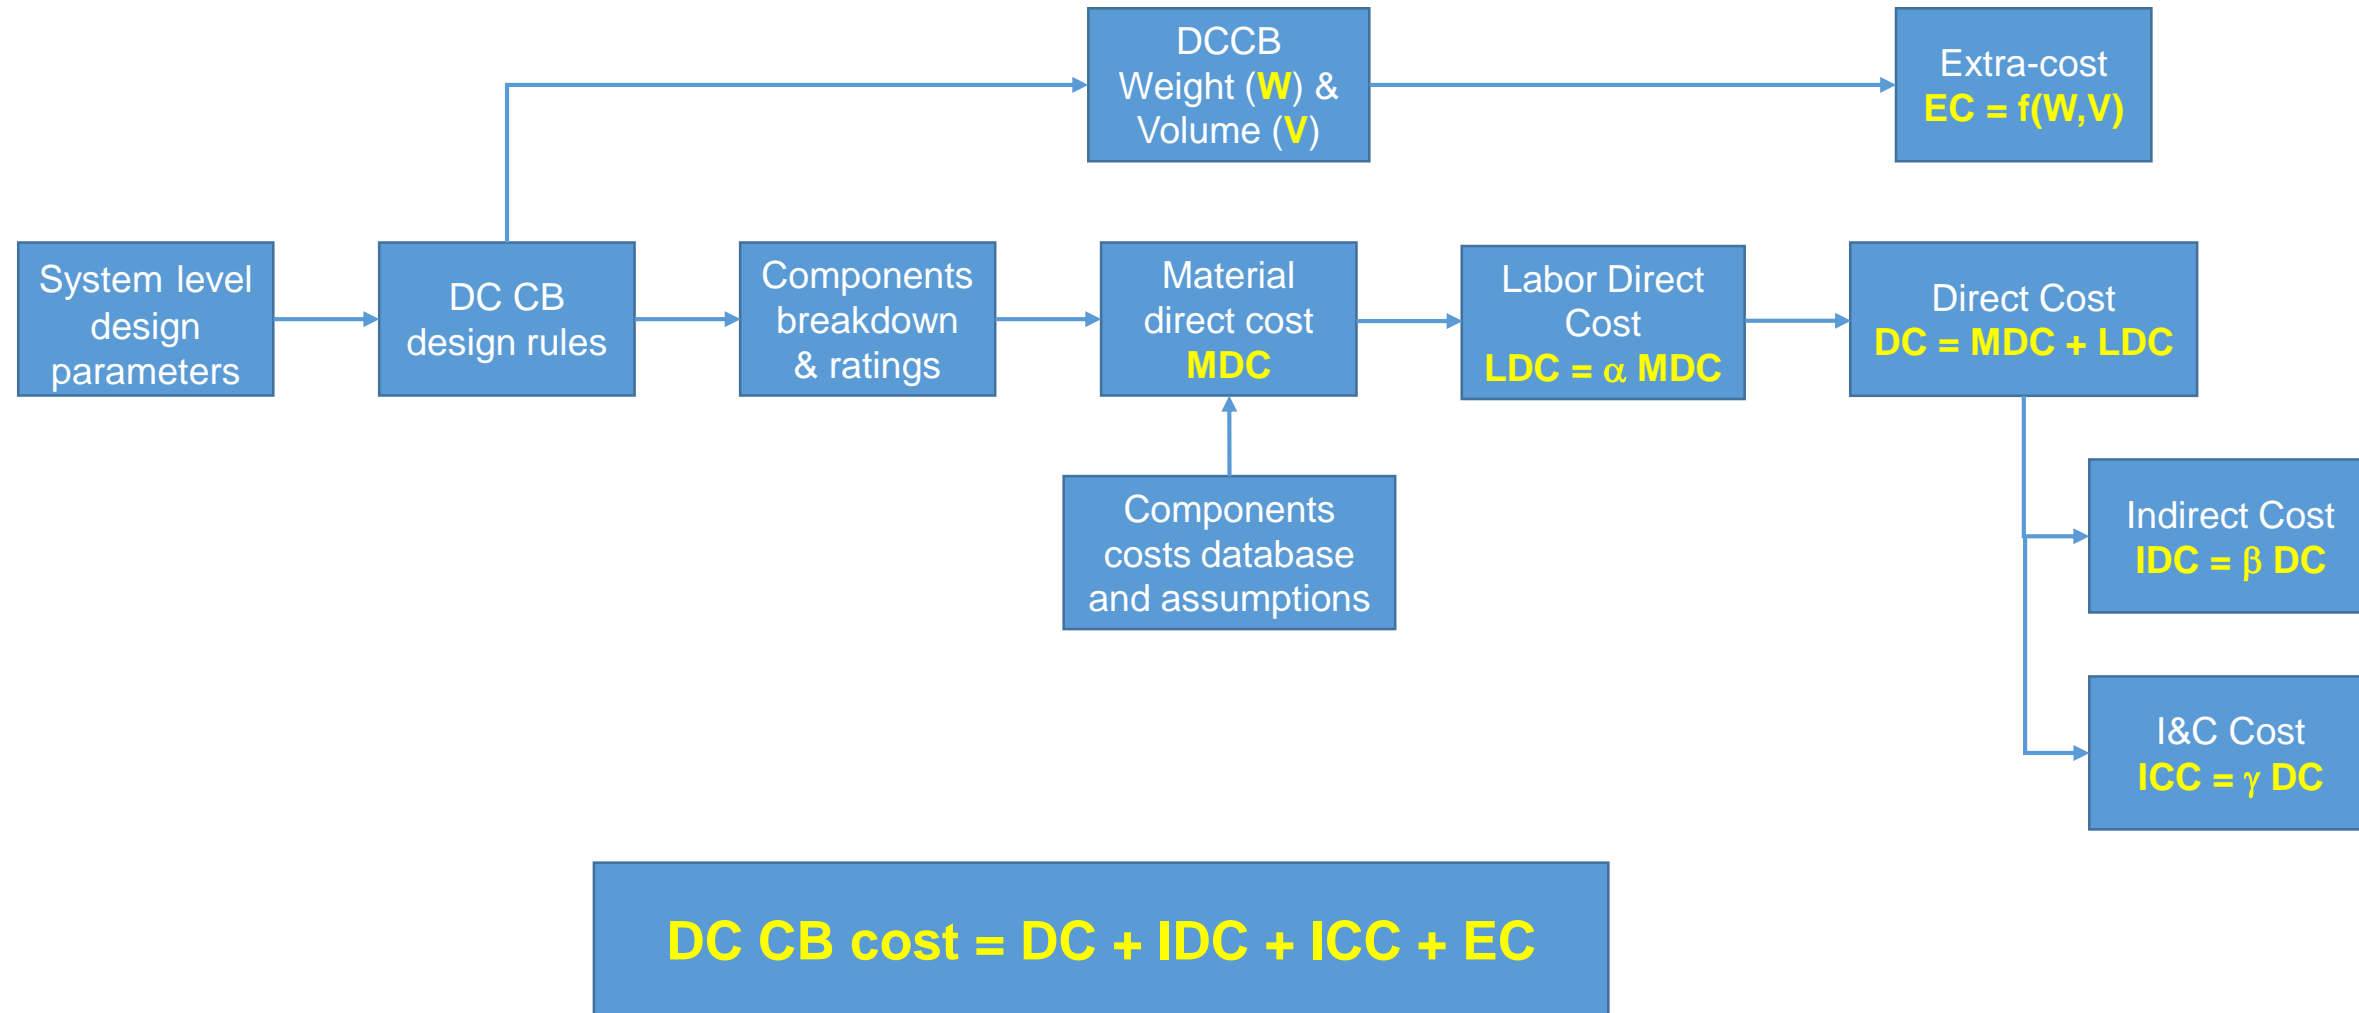 DCCB
Weight (W) &
Volume (V)
Extra-cost
EC = f(W,V)
System level
design
parameters
DC CB
design rules
Components
breakdown
& ratings
Material
direct cost
MDC
Labor Direct
Cost
LDC = α MDC
Direct Cost
DC = MDC + LDC
Components
costs database
and assumptions
Indirect Cost
IDC = β DC
I&C Cost
ICC = γ DC
DC CB cost = DC + IDC + ICC + EC